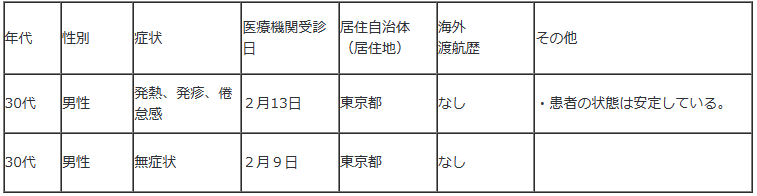 年代 性別 症状 医療機関受診日 居住自治体（居住地） 海外渡航歴 その他
30代 男性 発熱、発疹、倦怠感 ２月13日 東京都 なし ・患者の状態は安定している。
30代 男性 無症状 ２月９日 東京都 なし